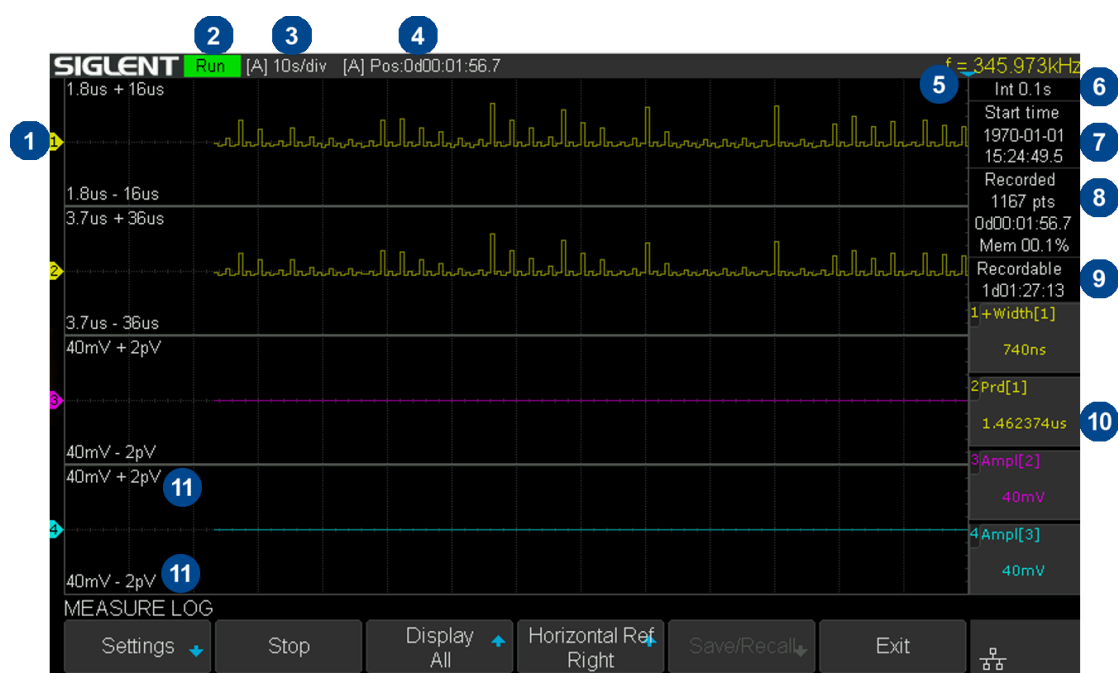 2
3
4
SIGLENT Run [A] 10s/div [A] Pos:0d00:01:56.7 f = 345.973kHz
1.8us + 16us
5
Int 0.1s
6
Start time
1970-01-01
15:24:49.5
7
1
1
1.8us - 16us
Recorded
1167 pts
0d00:01:56.7
Mem 00.1%
8
3.7us + 36us
2
3.7us - 36us
Recordable
1d01:27:13
9
1 +Width[1]
740ns
40mV + 2pV
3
40mV - 2pV
2 Prd[1]
1.462374us
10
40mV + 2pV
11
4
11
40mV - 2pV
3 Ampl[2]
40mV
4 Ampl[3]
40mV
MEASURE LOG
Settings
Stop
Display
All
Horizontal Ref
Right
Save/Recall
Exit